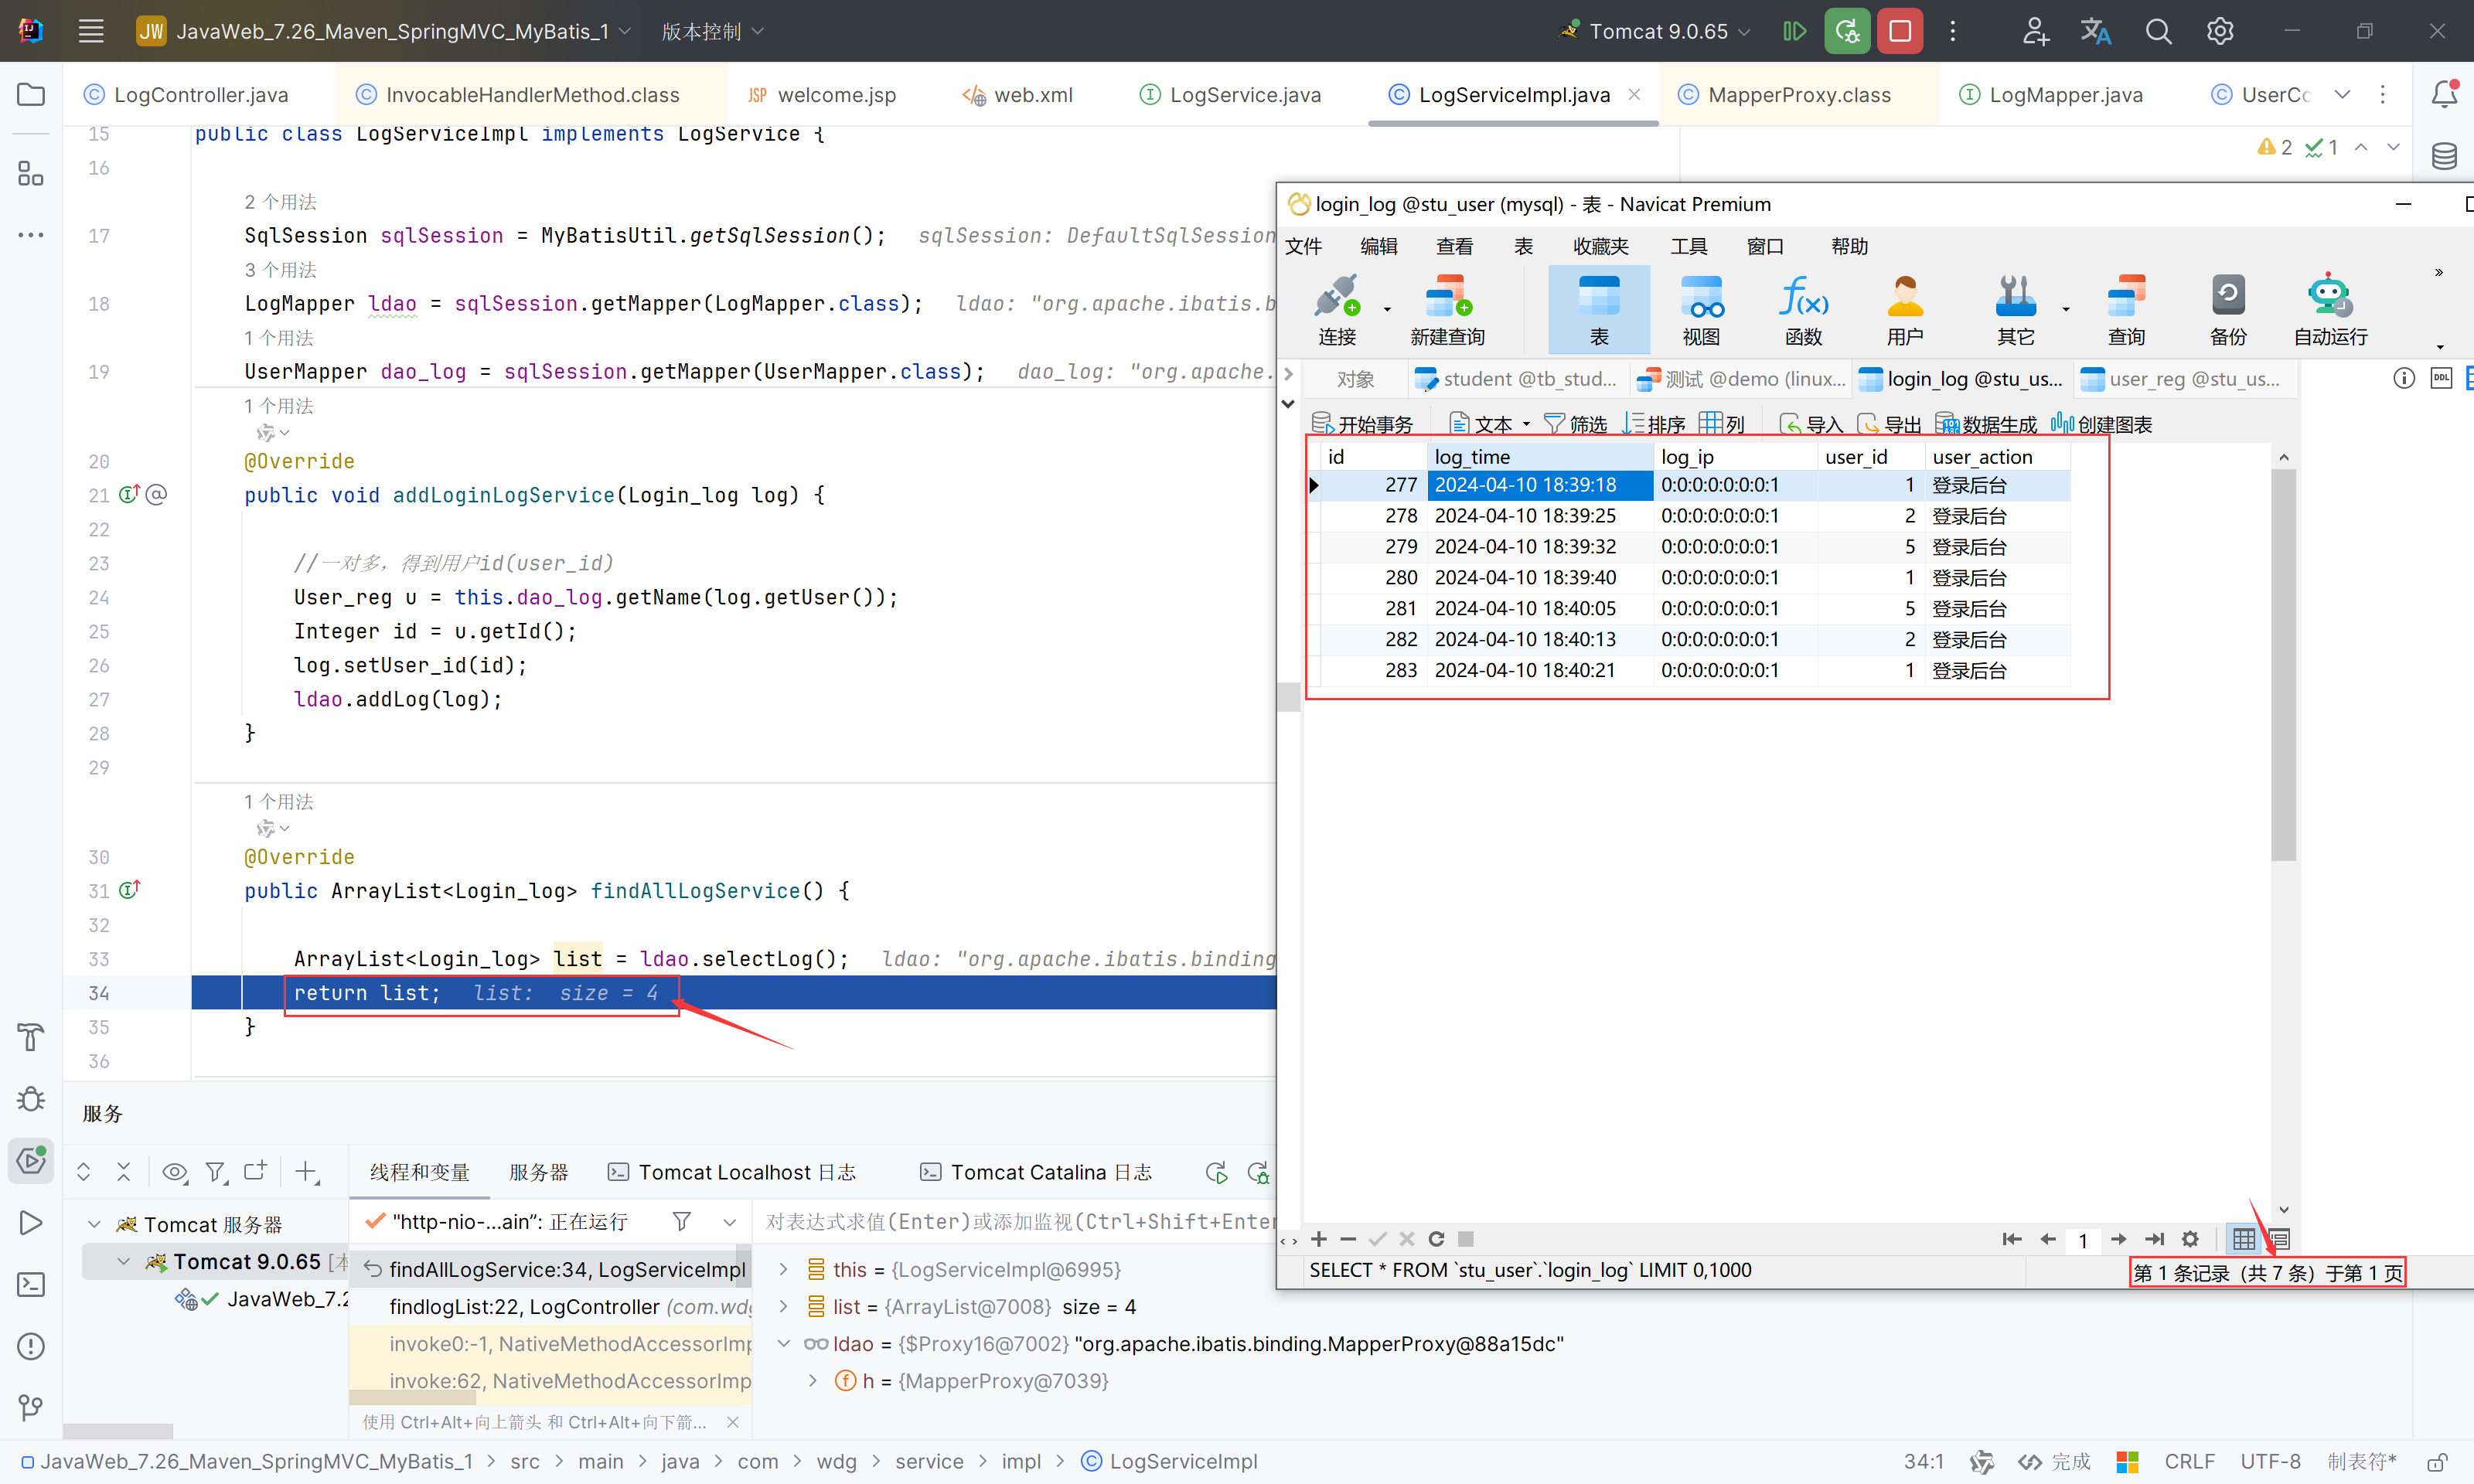 JW JavaWeb_7.26_Maven_SpringMVC_MyBatis_1 版本控制 Tomcat 9.0.65
LogController.java InvocableHandlerMethod.class JSP welcome.jsp web.xml LogService.java LogServiceImpl.java MapperProxy.class LogMapper.java UserCo
15 public class LogServiceImpl implements LogService {
2 1
16
2 个用法
17 SqlSession sqlSession = MyBatisUtil.getSqlSession(); sqlSession: DefaultSqlSession
3 个用法
18 LogMapper ldao = sqlSession.getMapper(LogMapper.class); ldao: "org.apache.ibatis.b
1 个用法
19 UserMapper dao_log = sqlSession.getMapper(UserMapper.class); dao_log: "org.apache.
1 个用法
20 @Override
21 public void addLoginLogService(Login_log log) {
22
23 //一对多，得到用户id(user_id)
24 User_reg u = this.dao_log.getName(log.getUser());
25 Integer id = u.getId();
26 log.setUser_id(id);
27 ldao.addLog(log);
28 }
29
1 个用法
30 @Override
31 public ArrayList<Login_log> findAllLogService() {
32
33 ArrayList<Login_log> list = ldao.selectLog(); ldao: "org.apache.ibatis.binding
34 return list; list: size = 4
35 }
36
login_log @stu_user (mysql) - 表 - Navicat Premium
文件 编辑 查看 表 收藏夹 工具 窗口 帮助
连接 新建查询 表 视图 函数 用户 其它 查询 备份 自动运行
对象 student @tb_stud... 测试 @demo (linux... login_log @stu_us... user_reg @stu_us... DDL
开始事务 文本 筛选 排序 列 导入 导出 数据生成 创建图表
id log_time log_ip user_id user_action
277 2024-04-10 18:39:18 0:0:0:0:0:0:0:1 1 登录后台
278 2024-04-10 18:39:25 0:0:0:0:0:0:0:1 2 登录后台
279 2024-04-10 18:39:32 0:0:0:0:0:0:0:1 5 登录后台
280 2024-04-10 18:39:40 0:0:0:0:0:0:0:1 1 登录后台
281 2024-04-10 18:40:05 0:0:0:0:0:0:0:1 5 登录后台
282 2024-04-10 18:40:13 0:0:0:0:0:0:0:1 2 登录后台
283 2024-04-10 18:40:21 0:0:0:0:0:0:0:1 1 登录后台
1
SELECT * FROM `stu_user`.`login_log` LIMIT 0,1000 第 1 条记录（共 7 条）于第 1 页
服务
线程和变量 服务器 Tomcat Localhost 日志 Tomcat Catalina 日志
Tomcat 服务器
Tomcat 9.0.65 [本
JavaWeb_7.2
"http-nio-...ain": 正在运行
findAllLogService:34, LogServiceImpl
findlogList:22, LogController (com.wdg
invoke0:-1, NativeMethodAccessorImp
invoke:62, NativeMethodAccessorImp
使用 Ctrl+Alt+向上箭头 和 Ctrl+Alt+向下箭...
对表达式求值(Enter)或添加监视(Ctrl+Shift+Enter
this = {LogServiceImpl@6995}
list = {ArrayList@7008} size = 4
ldao = {$Proxy16@7002} "org.apache.ibatis.binding.MapperProxy@88a15dc"
h = {MapperProxy@7039}
JavaWeb_7.26_Maven_SpringMVC_MyBatis_1 > src > main > java > com > wdg > service > impl > LogServiceImpl 34:1 完成 CRLF UTF-8 制表符*